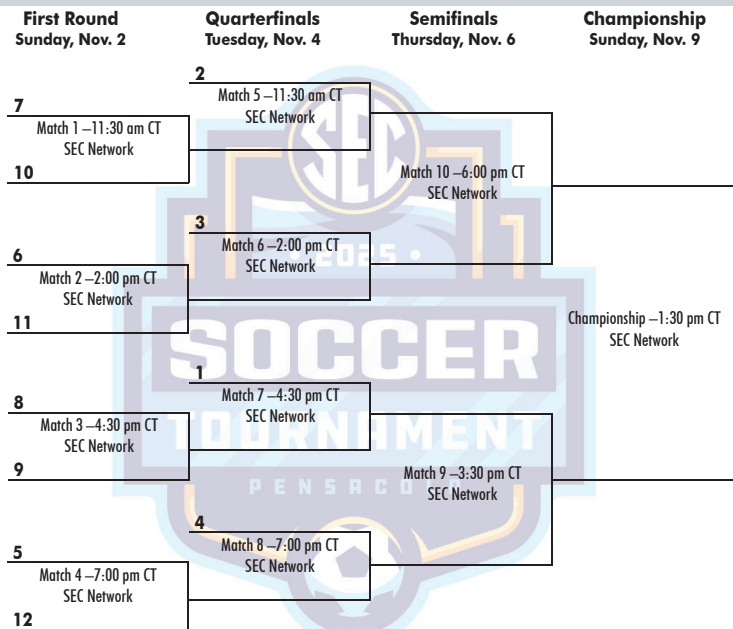 First Round
Sunday, Nov. 2
Quarterfinals
Tuesday, Nov. 4
Semifinals
Thursday, Nov. 6
Championship
Sunday, Nov. 9
2
Match 5 –11:30 am CT
SEC Network
7
Match 1 –11:30 am CT
SEC Network
10
Match 10 –6:00 pm CT
SEC Network
3
Match 6 –2:00 pm CT
SEC Network
6
Match 2 –2:00 pm CT
SEC Network
11
Championship –1:30 pm CT
SEC Network
1
Match 7 –4:30 pm CT
SEC Network
8
Match 3 –4:30 pm CT
SEC Network
9
Match 9 –3:30 pm CT
SEC Network
4
Match 8 –7:00 pm CT
SEC Network
5
Match 4 –7:00 pm CT
SEC Network
12
SEC
• 2025 •
SOCCER
TOURNAMENT
PENSACOLA